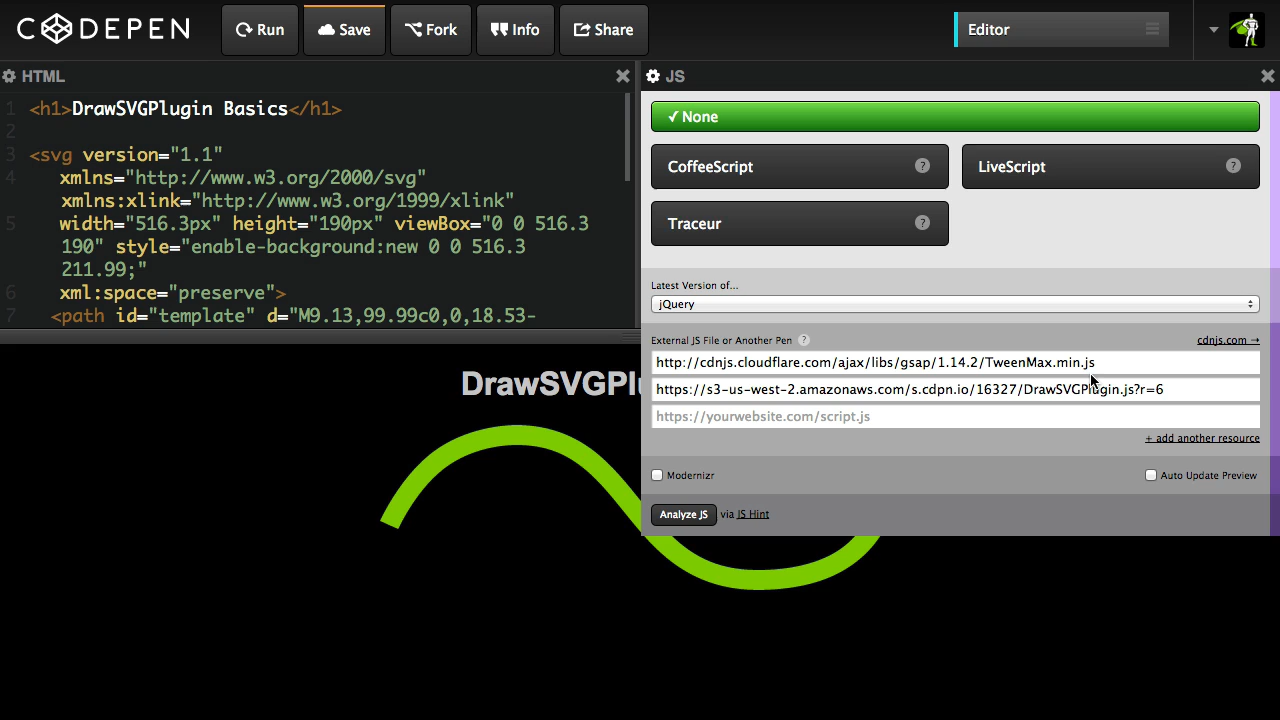 CODEPEN
Run
Save
Fork
Info
Share
Editor
HTML
1 <h1>DrawSVGPlugin Basics</h1>
2
3 <svg version="1.1"
4 xmlns="http://www.w3.org/2000/svg"
xmlns:xlink="http://www.w3.org/1999/xlink"
5 width="516.3px" height="190px" viewBox="0 0 516.3
190" style="enable-background:new 0 0 516.3
211.99;"
6 xml:space="preserve">
7 <path id="template" d="M9.13,99.99c0,0,18.53-
DrawSVGPlu
JS
✓ None
CoffeeScript ?
LiveScript ?
Traceur ?
Latest Version of...
jQuery
External JS File or Another Pen ?
cdnjs.com →
http://cdnjs.cloudflare.com/ajax/libs/gsap/1.14.2/TweenMax.min.js
https://s3-us-west-2.amazonaws.com/s.cdpn.io/16327/DrawSVGPlugin.js?r=6
https://yourwebsite.com/script.js
+ add another resource
Modernizr
Auto Update Preview
Analyze JS via JS Hint